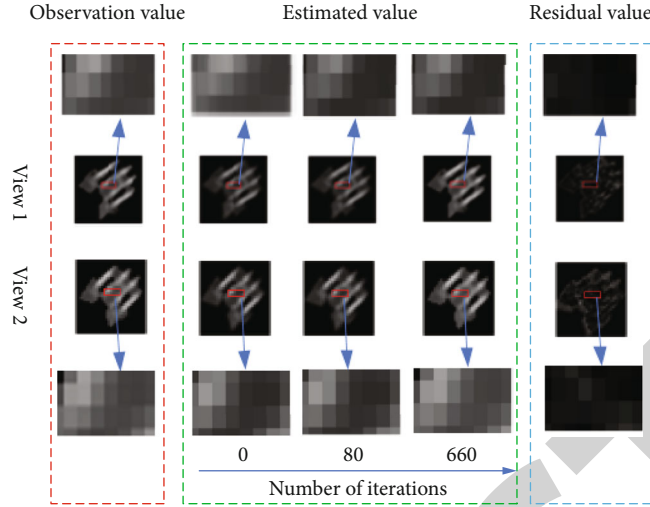 Observation value
Estimated value
Residual value
View 1
View 2
0
80
660
Number of iterations